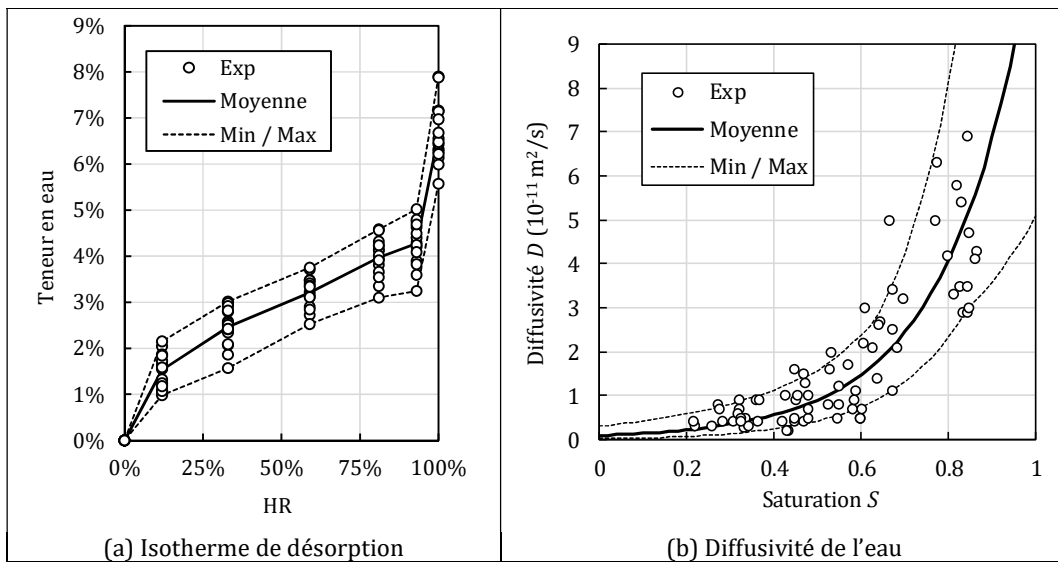 9%
8%
7%
6%
5%
4%
3%
2%
1%
0%
Teneur en eau
Exp
Moyenne
Min / Max
0%
25%
50%
75%
100%
HR
(a) Isotherme de désorption
9
8
7
6
5
4
3
2
1
0
Diffusivité D (10⁻¹¹ m²/s)
Exp
Moyenne
Min / Max
0
0.2
0.4
0.6
0.8
1
Saturation S
(b) Diffusivité de l'eau